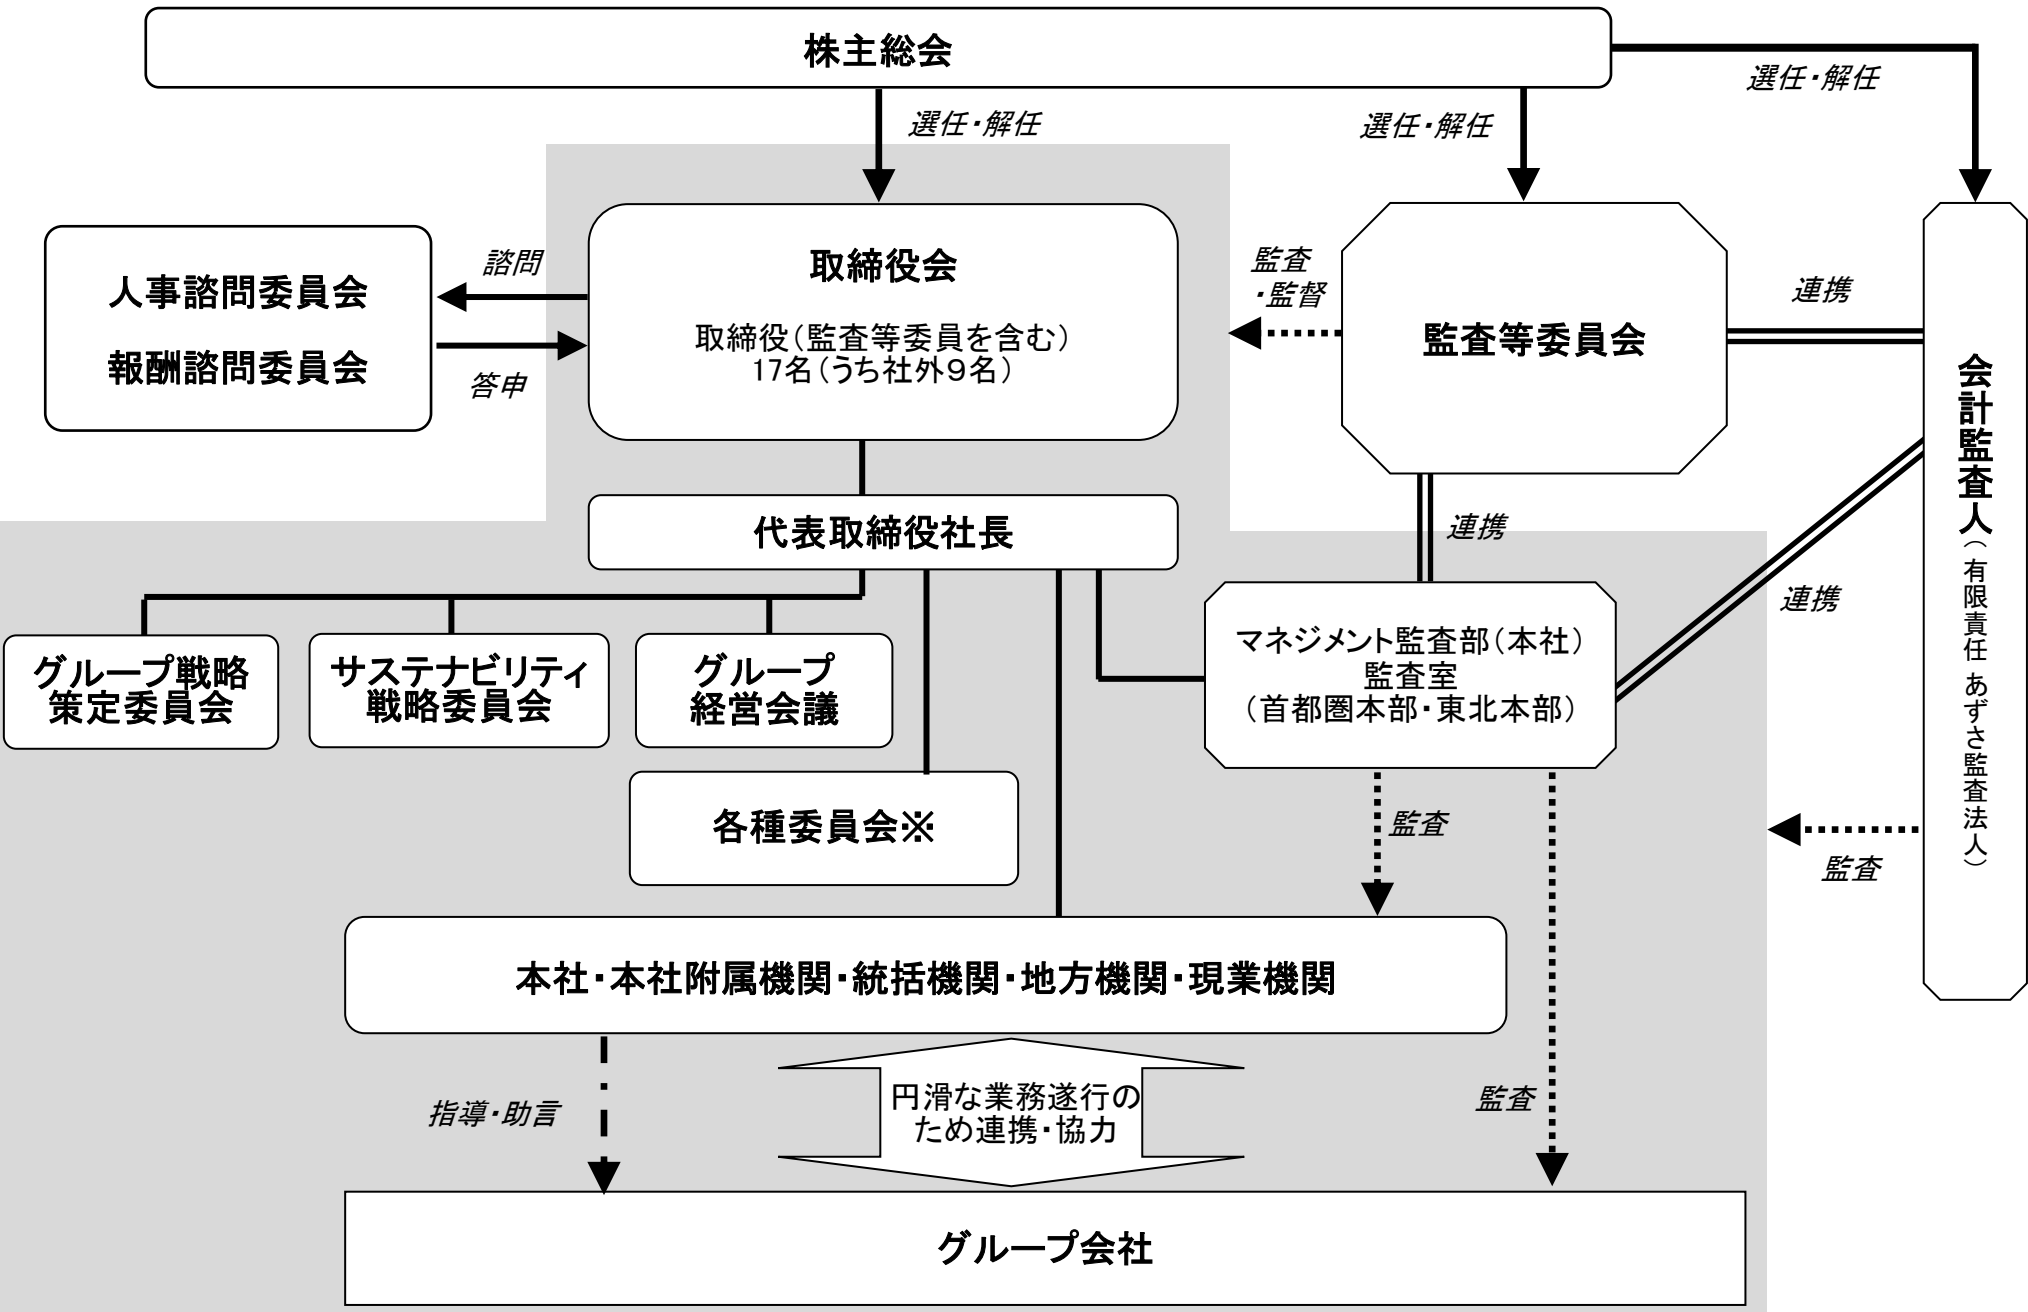 株主総会
選任・解任
選任・解任
選任・解任
人事諮問委員会
報酬諮問委員会
諮問
答申
取締役会
取締役（監査等委員を含む）
17名（うち社外９名）
監査
・監督
監査等委員会
連携
会計監査人（有限責任 あずさ監査法人）
代表取締役社長
連携
連携
グループ戦略
策定委員会
サステナビリティ
戦略委員会
グループ
経営会議
マネジメント監査部（本社）
監査室
（首都圏本部・東北本部）
各種委員会※
監査
監査
本社・本社附属機関・統括機関・地方機関・現業機関
指導・助言
円滑な業務遂行の
ため連携・協力
監査
グループ会社